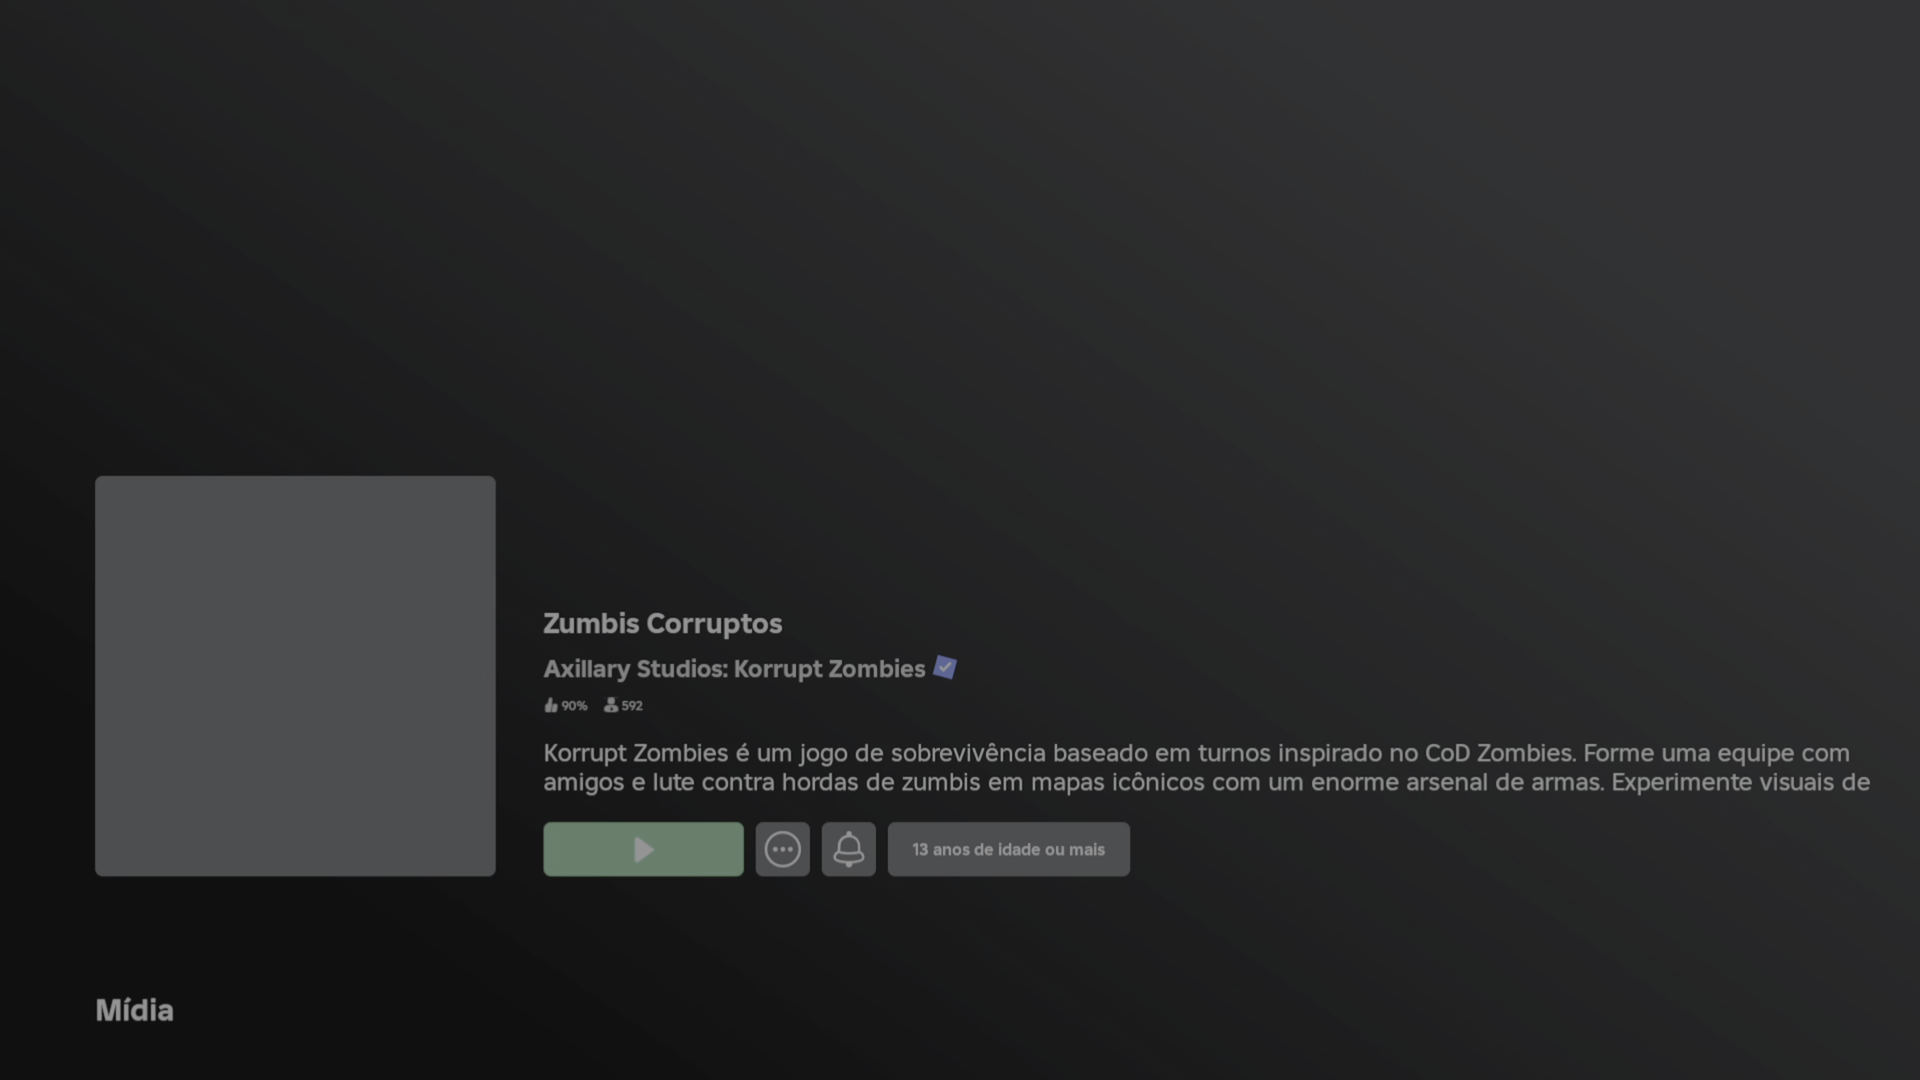 Zumbis Corruptos
Axillary Studios: Korrupt Zombies
90% 592
Korrupt Zombies é um jogo de sobrevivência baseado em turnos inspirado no CoD Zombies. Forme uma equipe com
amigos e lute contra hordas de zumbis em mapas icônicos com um enorme arsenal de armas. Experimente visuais de
13 anos de idade ou mais
Mídia